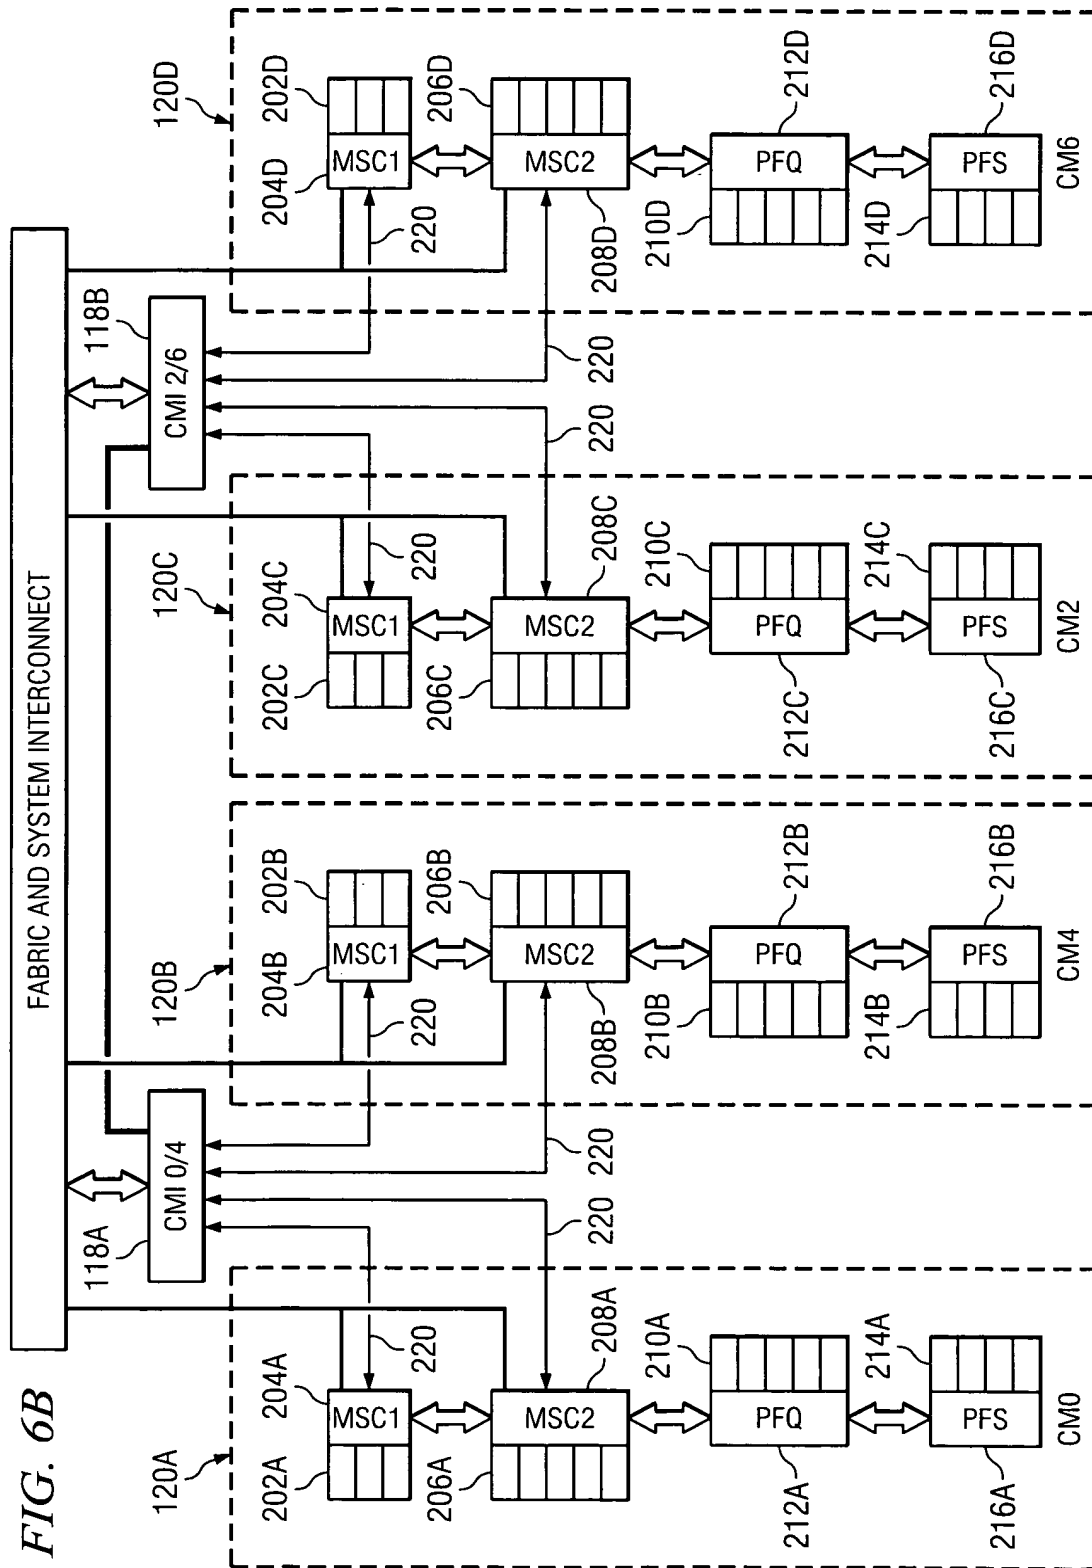 FIG. 6B
FABRIC AND SYSTEM INTERCONNECT
118A
CMI 0/4
118B
CMI 2/6
120A
202A
204A
MSC1
220
206A
MSC2
208A
220
212A
PFQ
210A
216A
PFS
214A
CM0
120B
204B
202B
MSC1
220
206B
MSC2
208B
220
210B
PFQ
212B
214B
PFS
216B
CM4
120C
202C
204C
MSC1
220
206C
MSC2
208C
220
212C
PFQ
210C
216C
PFS
214C
CM2
120D
204D
202D
MSC1
220
206D
MSC2
208D
220
210D
PFQ
212D
214D
PFS
216D
CM6